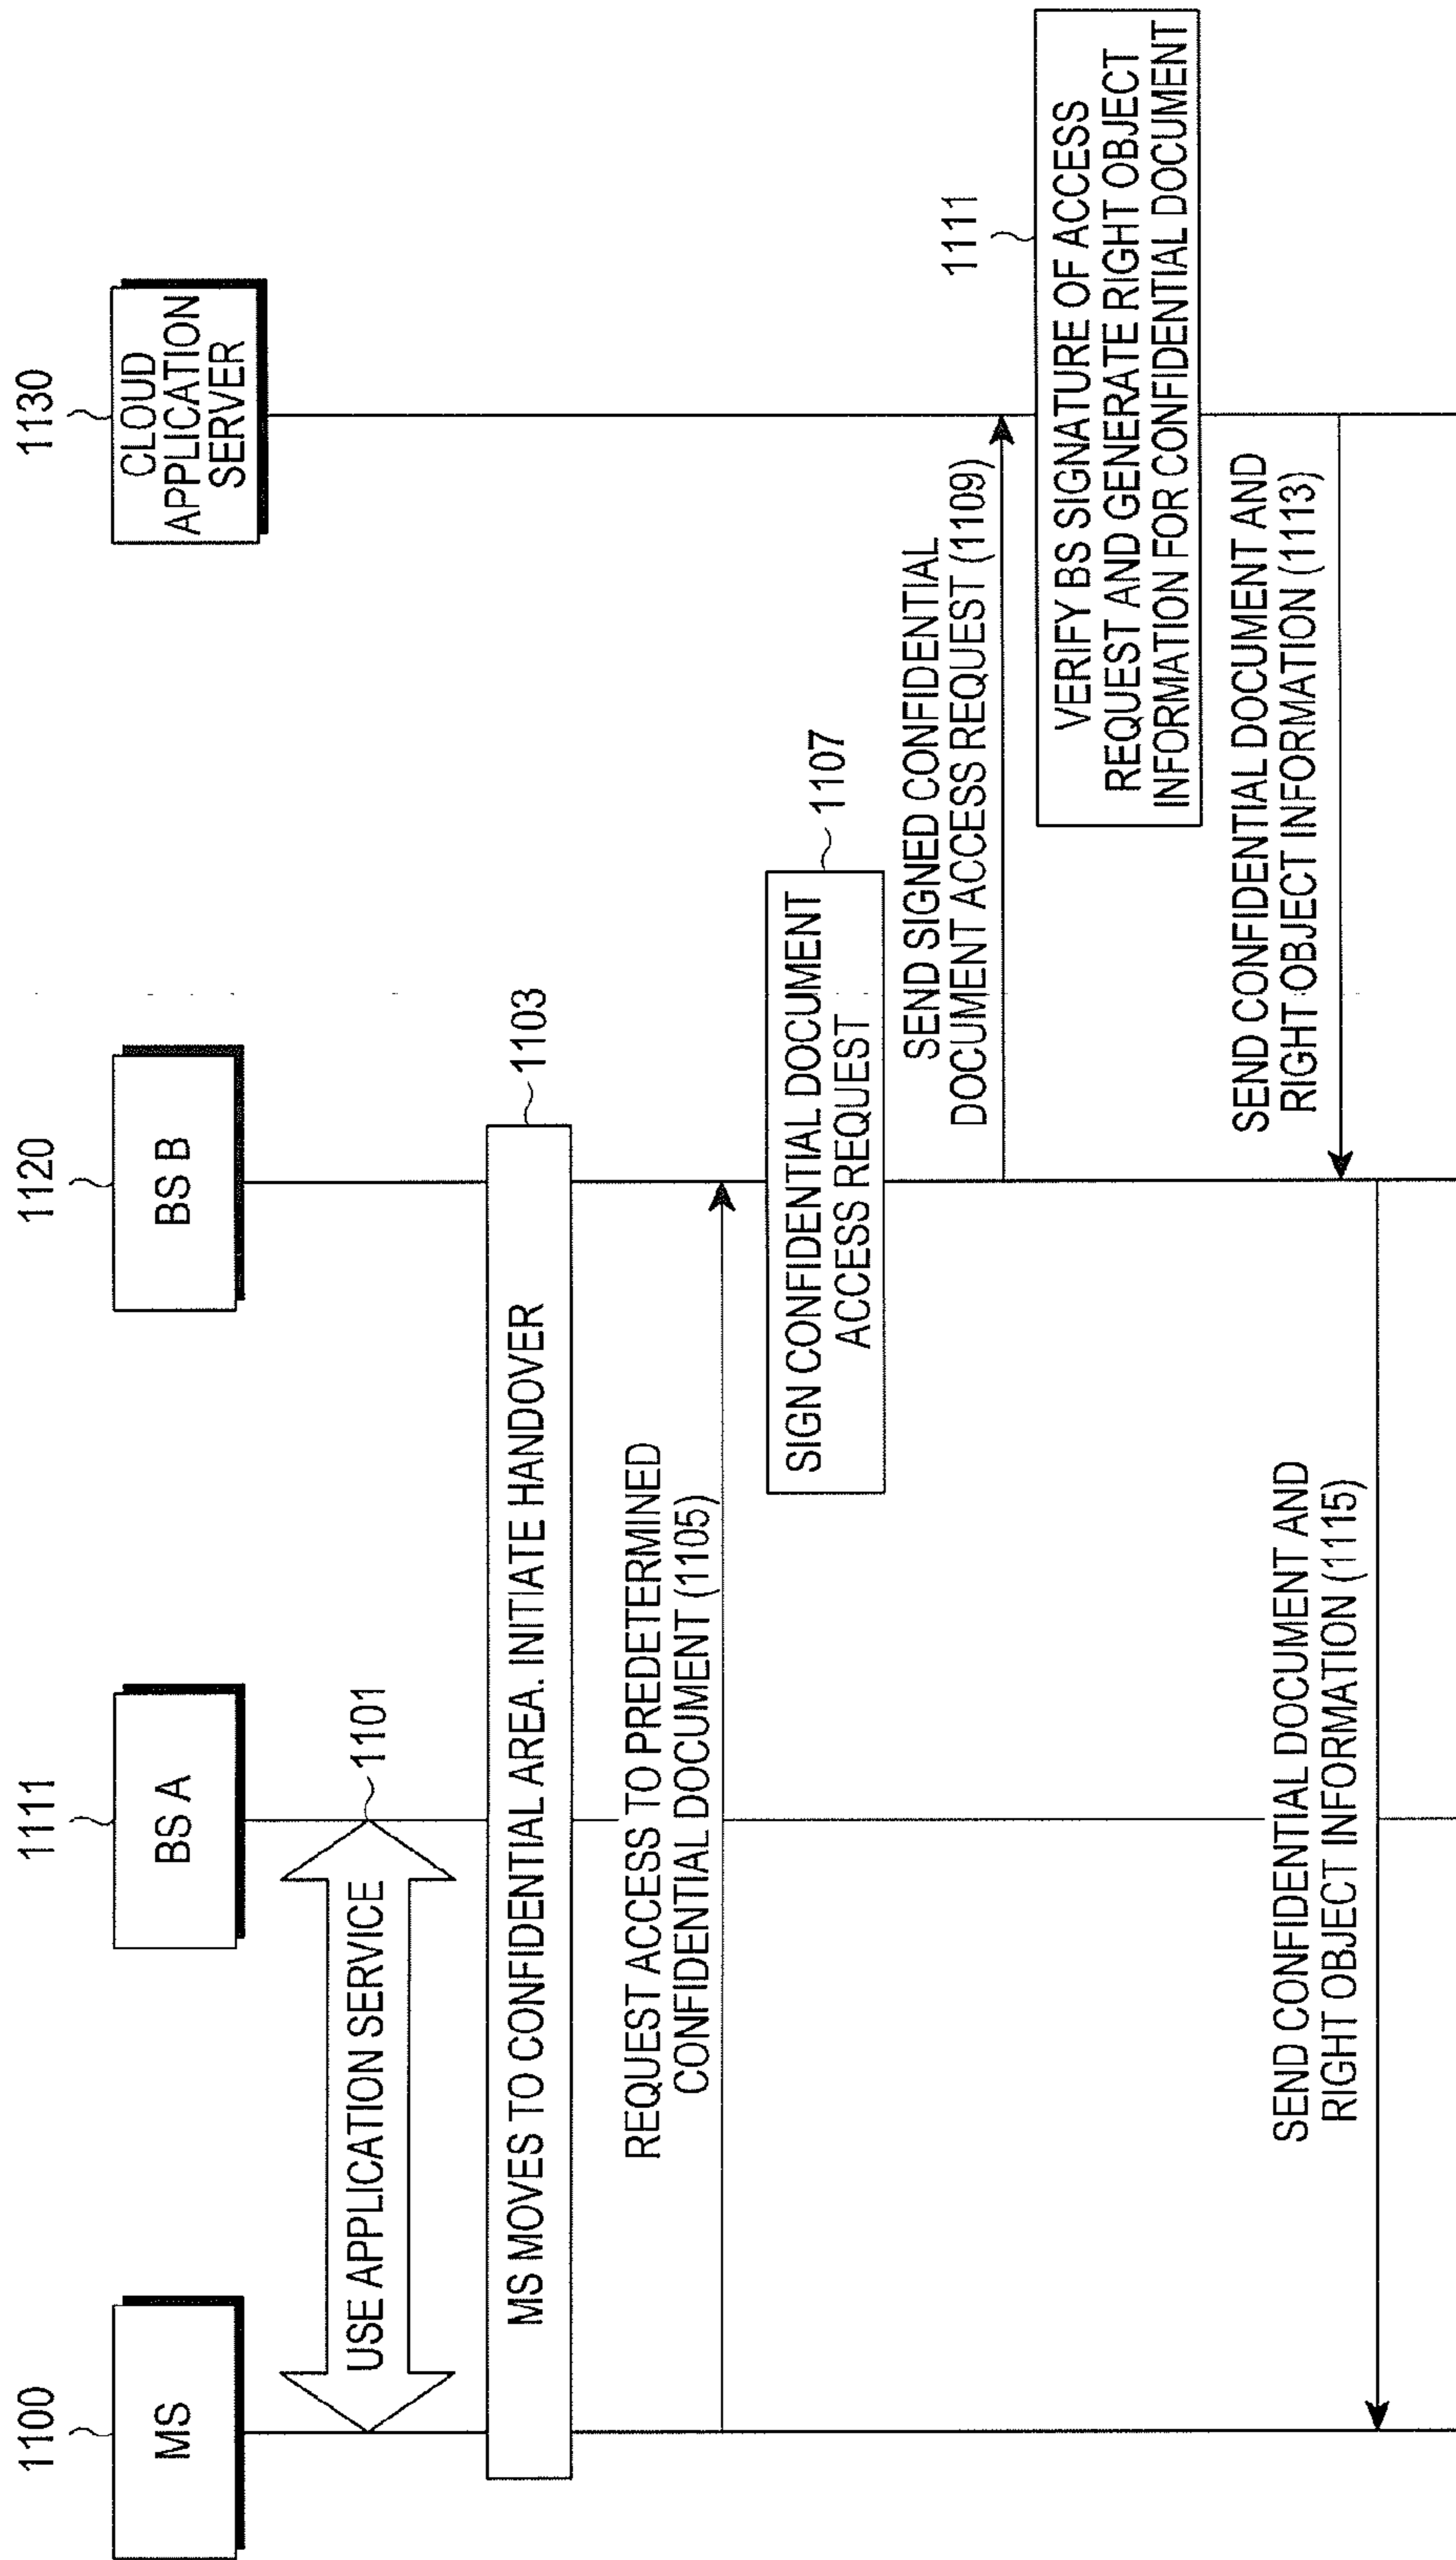 1100
MS
1111
BS A
1120
BS B
1130
CLOUD
APPLICATION
SERVER
USE APPLICATION SERVICE
1101
MS MOVES TO CONFIDENTIAL AREA. INITIATE HANDOVER
1103
REQUEST ACCESS TO PREDETERMINED
CONFIDENTIAL DOCUMENT (1105)
SIGN CONFIDENTIAL DOCUMENT
ACCESS REQUEST
1107
SEND SIGNED CONFIDENTIAL
DOCUMENT ACCESS REQUEST (1109)
1111
VERIFY BS SIGNATURE OF ACCESS
REQUEST AND GENERATE RIGHT OBJECT
INFORMATION FOR CONFIDENTIAL DOCUMENT
SEND CONFIDENTIAL DOCUMENT AND
RIGHT OBJECT INFORMATION (1113)
SEND CONFIDENTIAL DOCUMENT AND
RIGHT OBJECT INFORMATION (1115)